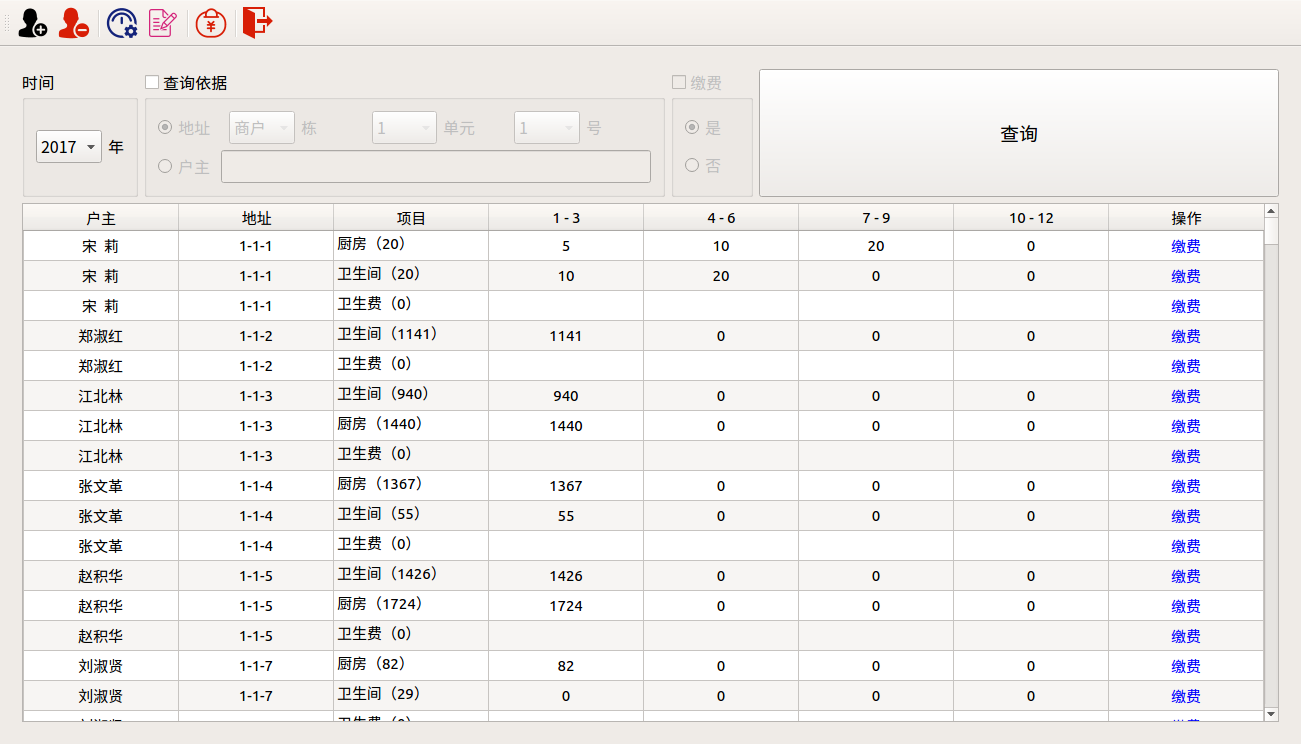 时间
查询依据
缴费
2017 年
地址 商户 栋 1 单元 1 号
户主
是
否
查询
户主 地址 项目 1 - 3 4 - 6 7 - 9 10 - 12 操作
宋 莉 1-1-1 厨房（20） 5 10 20 0 缴费
宋 莉 1-1-1 卫生间（20） 10 20 0 0 缴费
宋 莉 1-1-1 卫生费（0） 缴费
郑淑红 1-1-2 卫生间（1141） 1141 0 0 0 缴费
郑淑红 1-1-2 卫生费（0） 缴费
江北林 1-1-3 卫生间（940） 940 0 0 0 缴费
江北林 1-1-3 厨房（1440） 1440 0 0 0 缴费
江北林 1-1-3 卫生费（0） 缴费
张文革 1-1-4 厨房（1367） 1367 0 0 0 缴费
张文革 1-1-4 卫生间（55） 55 0 0 0 缴费
张文革 1-1-4 卫生费（0） 缴费
赵积华 1-1-5 卫生间（1426） 1426 0 0 0 缴费
赵积华 1-1-5 厨房（1724） 1724 0 0 0 缴费
赵积华 1-1-5 卫生费（0） 缴费
刘淑贤 1-1-7 厨房（82） 82 0 0 0 缴费
刘淑贤 1-1-7 卫生间（29） 0 0 0 0 缴费